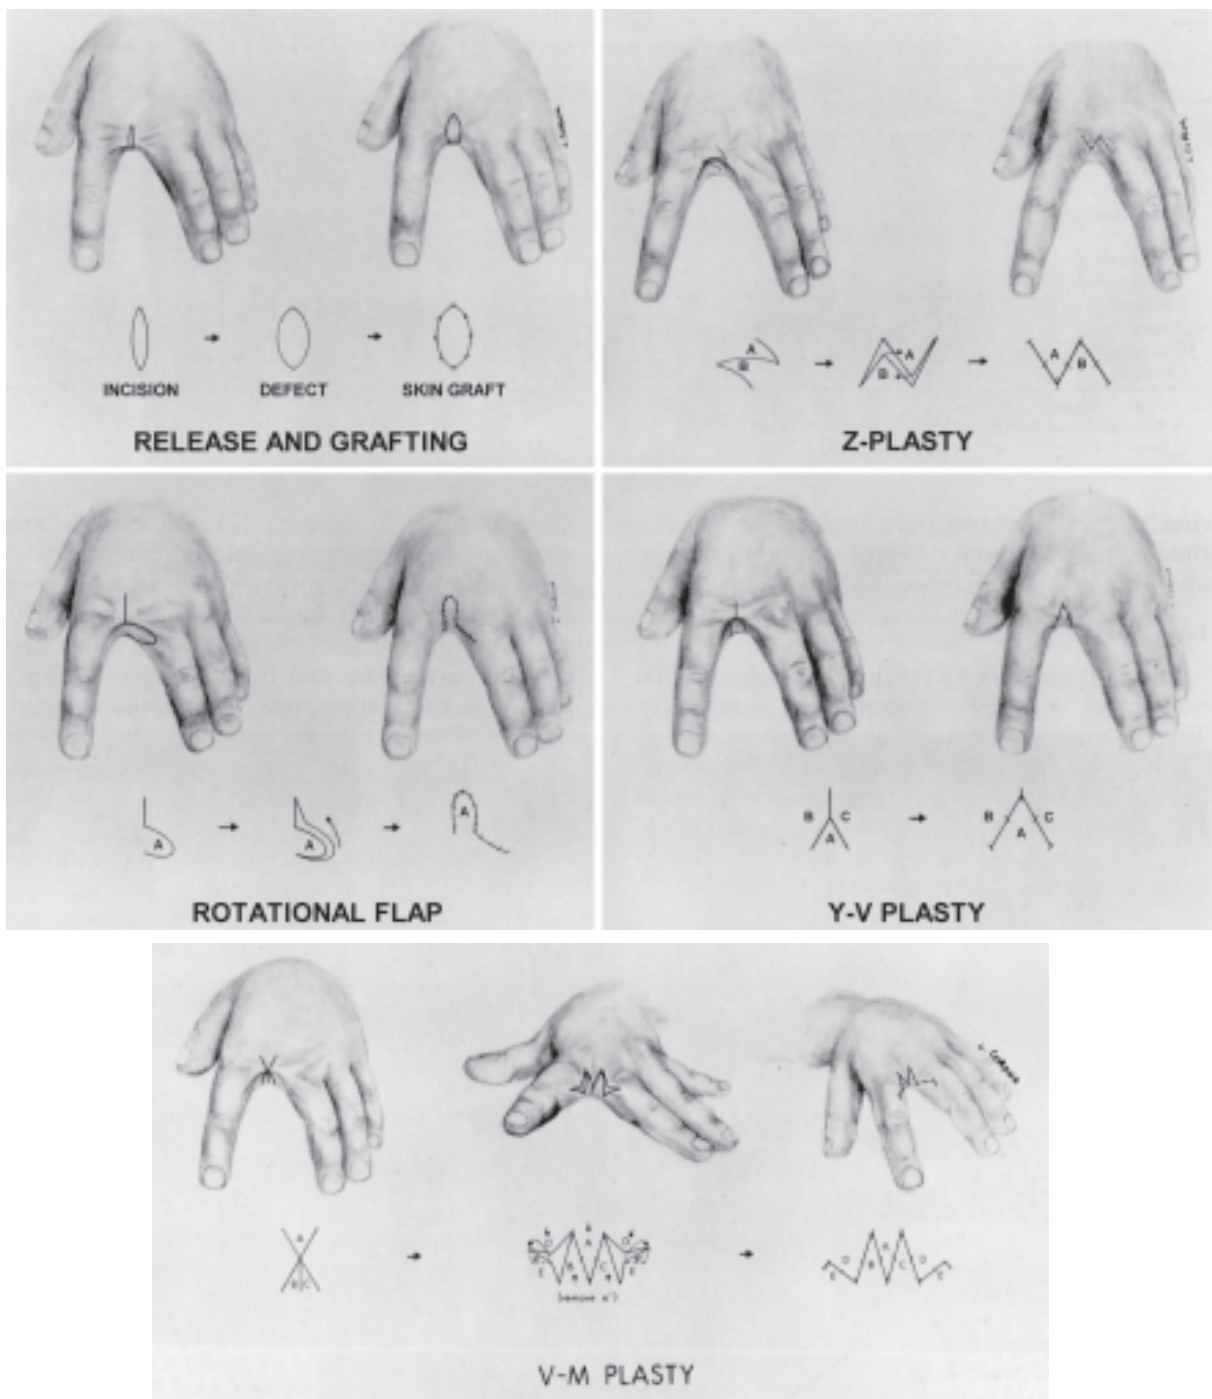 INCISION DEFECT SKIN GRAFT
RELEASE AND GRAFTING
A
B
A
B
A B
Z-PLASTY
A
A
A
ROTATIONAL FLAP
B C
A
B C
A
Y-V PLASTY
A
B C
V-M PLASTY